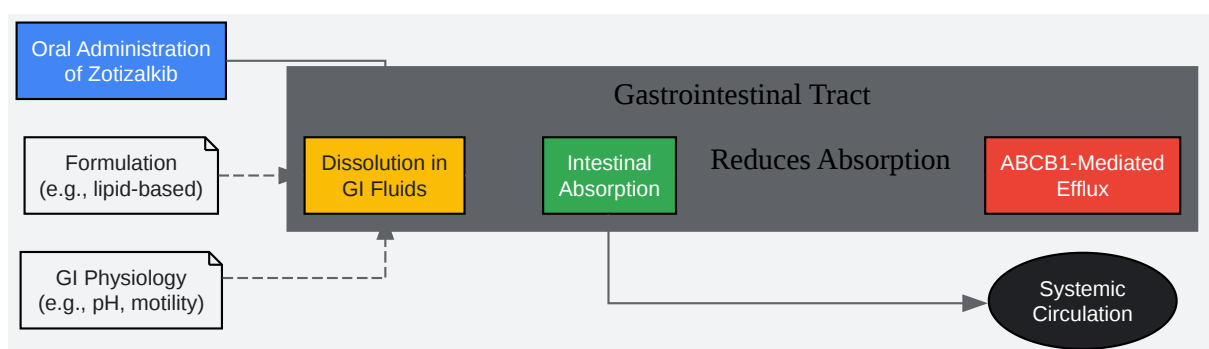 Oral Administration
of Zotizalkib
Gastrointestinal Tract
Formulation
(e.g., lipid-based)
Dissolution in
GI Fluids
Intestinal
Absorption
Reduces Absorption
ABCB1-Mediated
Efflux
GI Physiology
(e.g., pH, motility)
Systemic
Circulation